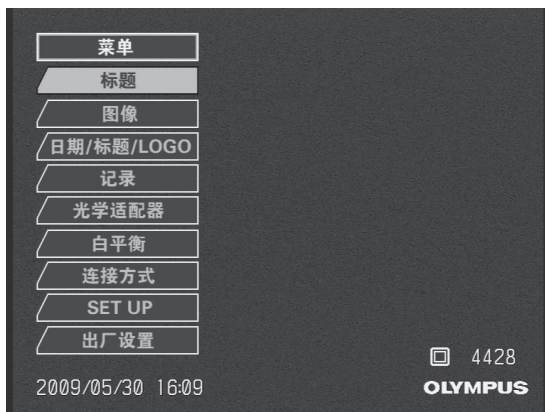 菜单
标题
图像
日期/标题/LOGO
记录
光学适配器
白平衡
连接方式
SET UP
出厂设置
4428
2009/05/30 16:09
OLYMPUS